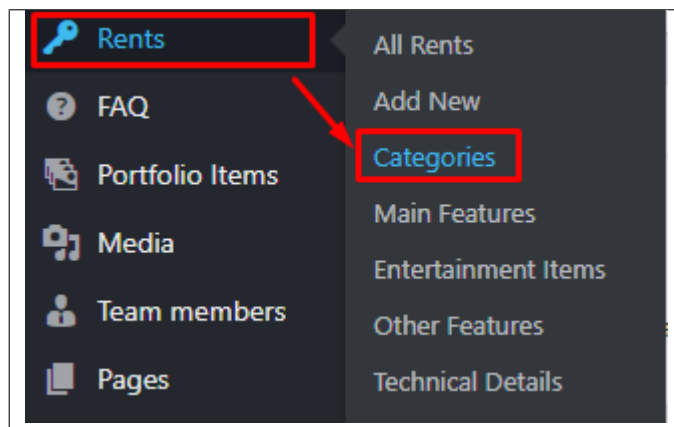 Rents
FAQ
Portfolio Items
Media
Team members
Pages
All Rents
Add New
Categories
Main Features
Entertainment Items
Other Features
Technical Details